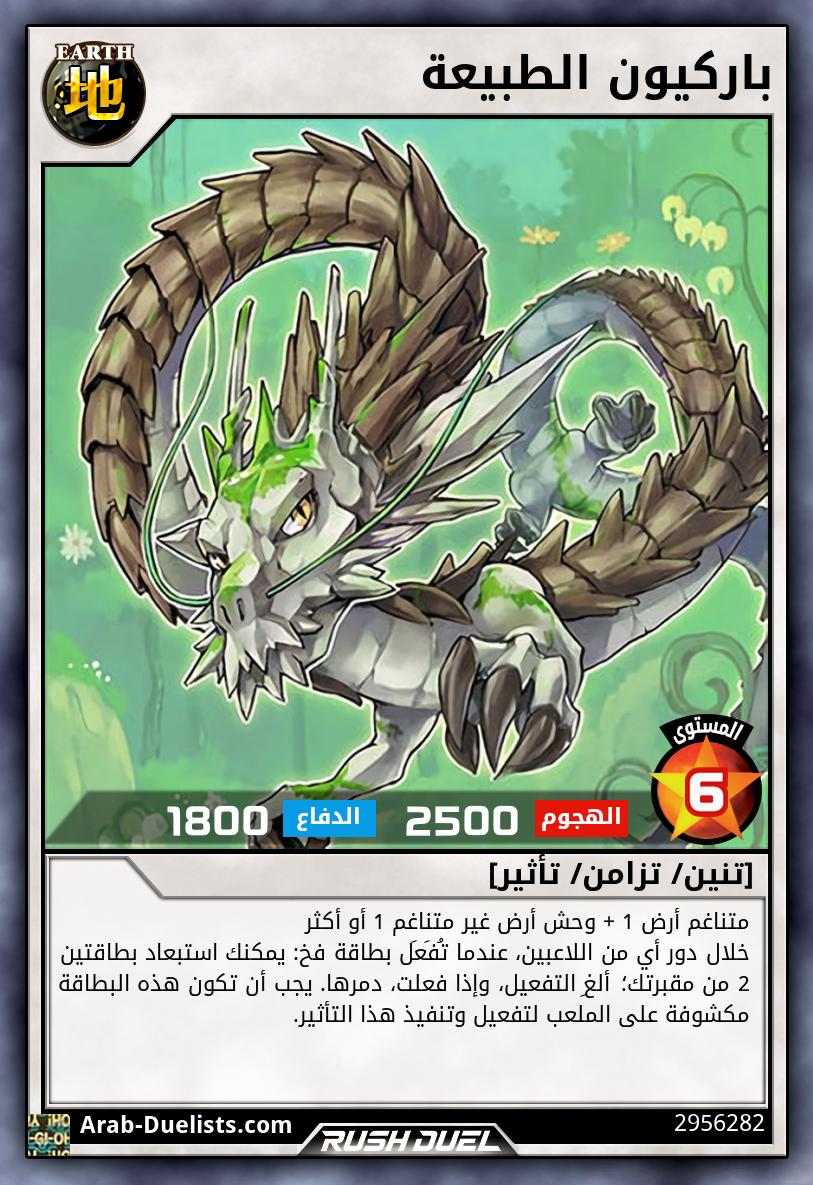 EARTH
地
باركيون الطبيعة
المستوى
6
الهجوم 2500 الدفاع 1800
[تنين/ تزامن/ تأثير]
متناغم أرض 1 + وحش أرض غير متناغم 1 أو أكثر
خلال دور أي من اللاعبين، عندما تُفعَل بطاقة فخ: يمكنك استبعاد بطاقتين
2 من مقبرتك؛ ألغِ التفعيل، وإذا فعلت، دمرها. يجب أن تكون هذه البطاقة
مكشوفة على الملعب لتفعيل وتنفيذ هذا التأثير.
Arab-Duelists.com
RUSH DUEL
2956282